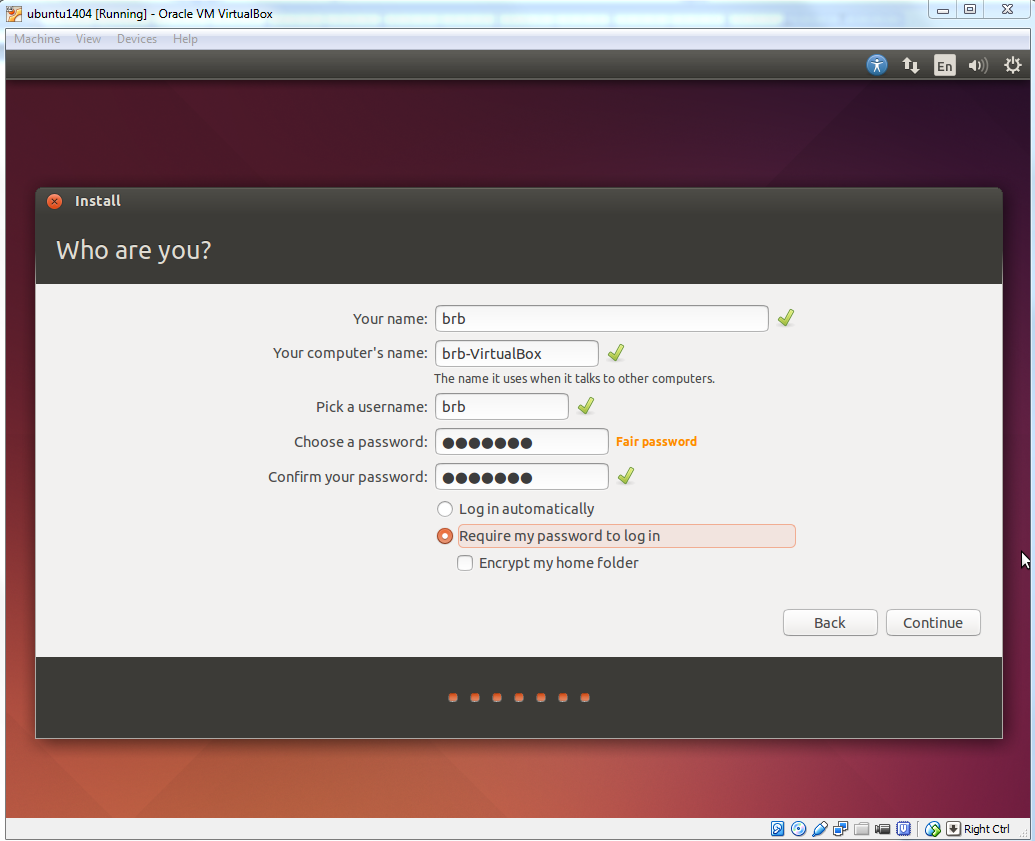 ubuntu1404 [Running] - Oracle VM VirtualBox
Machine View Devices Help
En
Install
Who are you?
Your name: brb
Your computer's name: brb-VirtualBox
The name it uses when it talks to other computers.
Pick a username: brb
Choose a password: ●●●●●●● Fair password
Confirm your password: ●●●●●●●
Log in automatically
Require my password to log in
Encrypt my home folder
Back Continue
Right Ctrl